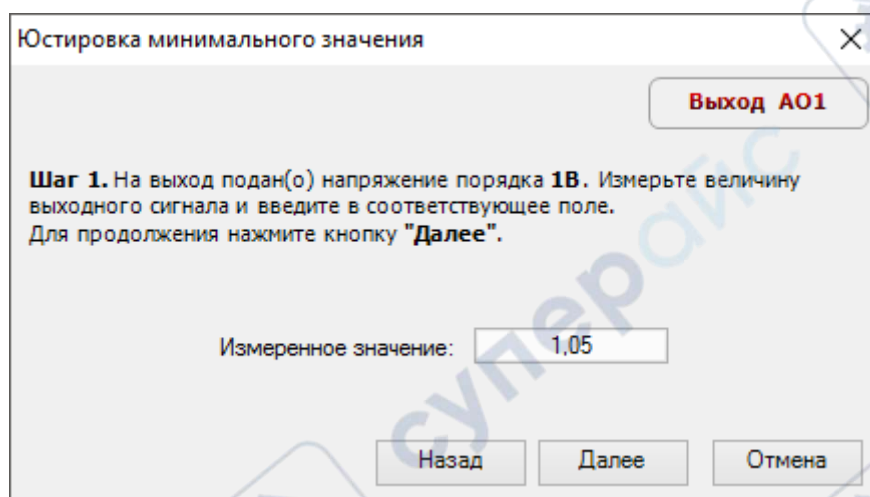 Юстировка минимального значения
Выход AO1
Шаг 1. На выход подан(о) напряжение порядка 1В. Измерьте величину
выходного сигнала и введите в соответствующее поле.
Для продолжения нажмите кнопку "Далее".
Измеренное значение: 1,05
Назад Далее Отмена
суперайс